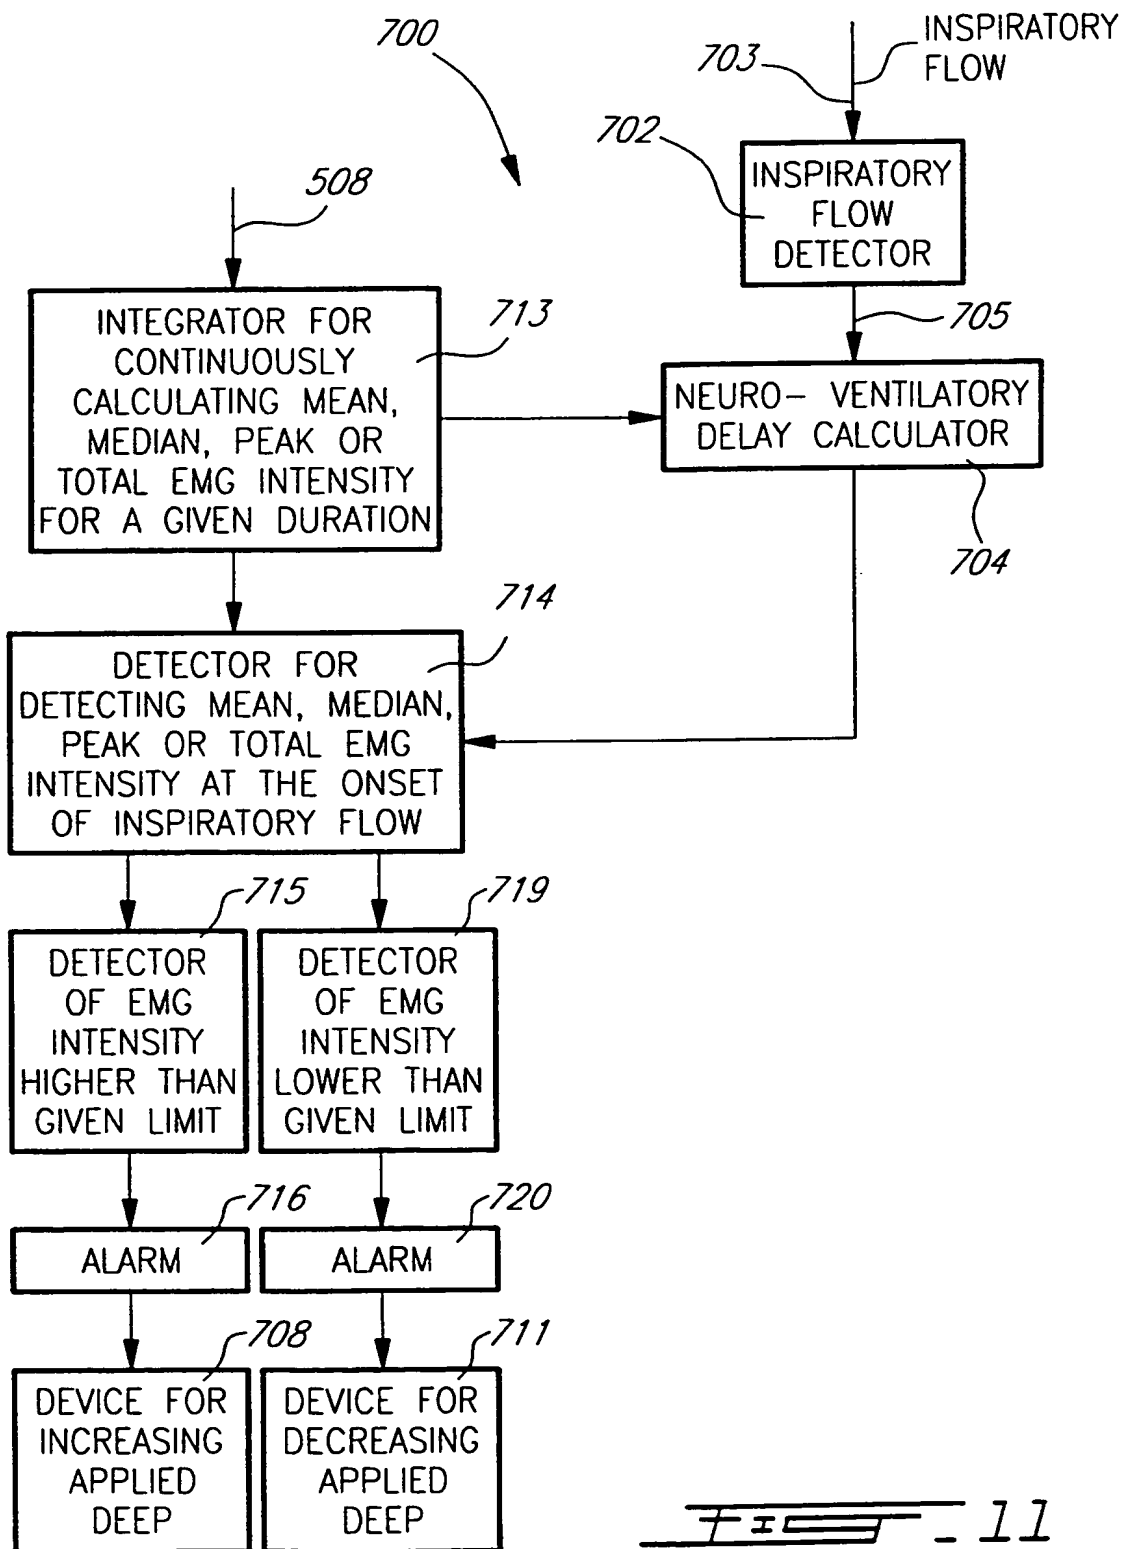 700
703
INSPIRATORY
FLOW
702
INSPIRATORY
FLOW
DETECTOR
508
705
INTEGRATOR FOR
CONTINUOUSLY
CALCULATING MEAN,
MEDIAN, PEAK OR
TOTAL EMG INTENSITY
FOR A GIVEN DURATION
713
NEURO- VENTILATORY
DELAY CALCULATOR
704
714
DETECTOR FOR
DETECTING MEAN, MEDIAN,
PEAK OR TOTAL EMG
INTENSITY AT THE ONSET
OF INSPIRATORY FLOW
715
DETECTOR
OF EMG
INTENSITY
HIGHER THAN
GIVEN LIMIT
719
DETECTOR
OF EMG
INTENSITY
LOWER THAN
GIVEN LIMIT
716
ALARM
720
ALARM
708
DEVICE FOR
INCREASING
APPLIED
DEEP
711
DEVICE FOR
DECREASING
APPLIED
DEEP
FIG - 11